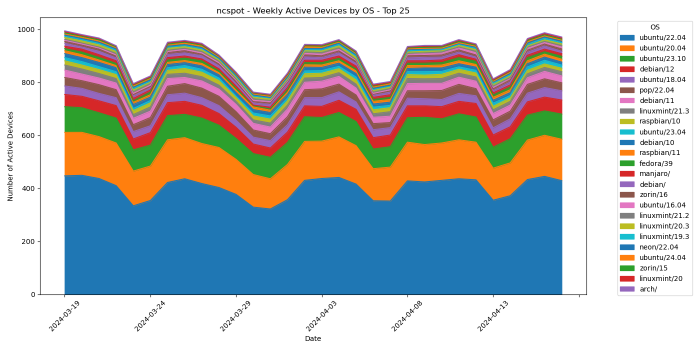 ncspot - Weekly Active Devices by OS - Top 25
Number of Active Devices
1000
800
600
400
200
0
2024-03-19
2024-03-24
2024-03-29
2024-04-03
2024-04-08
2024-04-13
Date
OS
ubuntu/22.04
ubuntu/20.04
ubuntu/23.10
debian/12
ubuntu/18.04
pop/22.04
debian/11
linuxmint/21.3
raspbian/10
ubuntu/23.04
debian/10
raspbian/11
fedora/39
manjaro/
debian/
zorin/16
ubuntu/16.04
linuxmint/21.2
linuxmint/20.3
linuxmint/19.3
neon/22.04
ubuntu/24.04
zorin/15
linuxmint/20
arch/